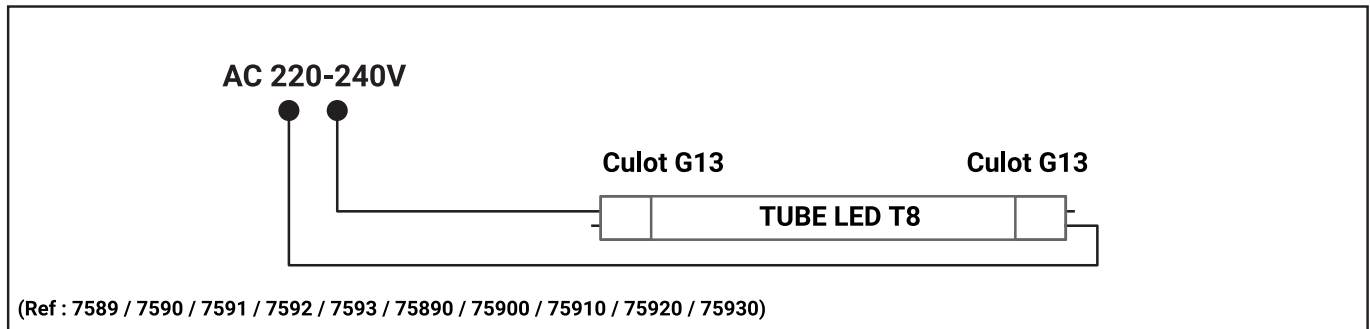 AC 220-240V
Culot G13 Culot G13
TUBE LED T8
(Ref : 7589 / 7590 / 7591 / 7592 / 7593 / 75890 / 75900 / 75910 / 75920 / 75930)